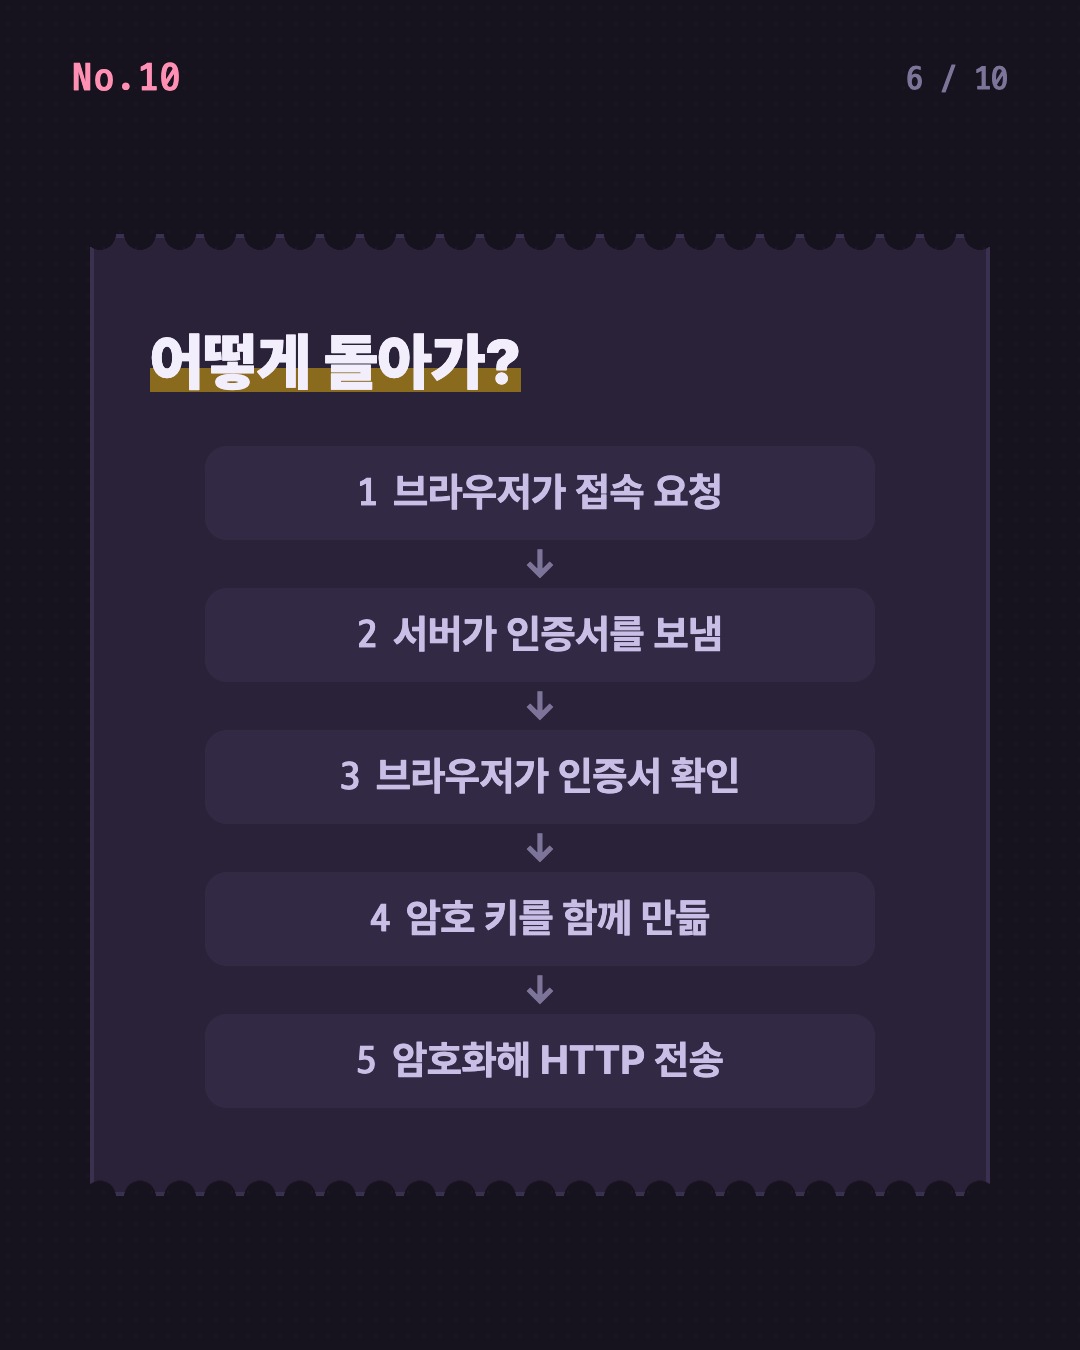 No.10
6 / 10
어떻게 돌아가?
1 브라우저가 접속 요청
↓
2 서버가 인증서를 보냄
↓
3 브라우저가 인증서 확인
↓
4 암호 키를 함께 만듦
↓
5 암호화해 HTTP 전송